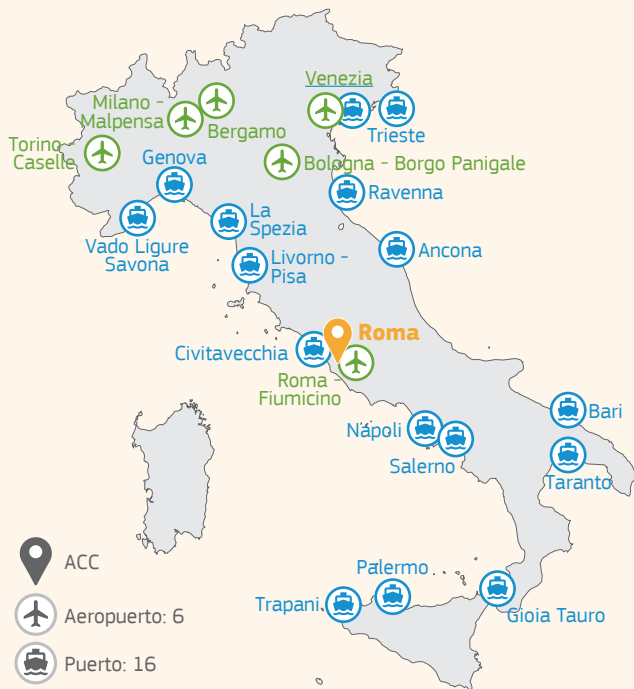 Venezia
Milano -
Malpensa
Bergamo
Trieste
Torino -
Caselle
Genova
Bologna - Borgo Panigale
Ravenna
La
Spezia
Vado Ligure
Savona
Ancona
Livorno -
Pisa
Roma
Civitavecchia
Roma -
Fiumicino
Napoli
Bari
Salerno
Taranto
ACC
Palermo
Trapani
Gioia Tauro
Aeropuerto: 6
Puerto: 16